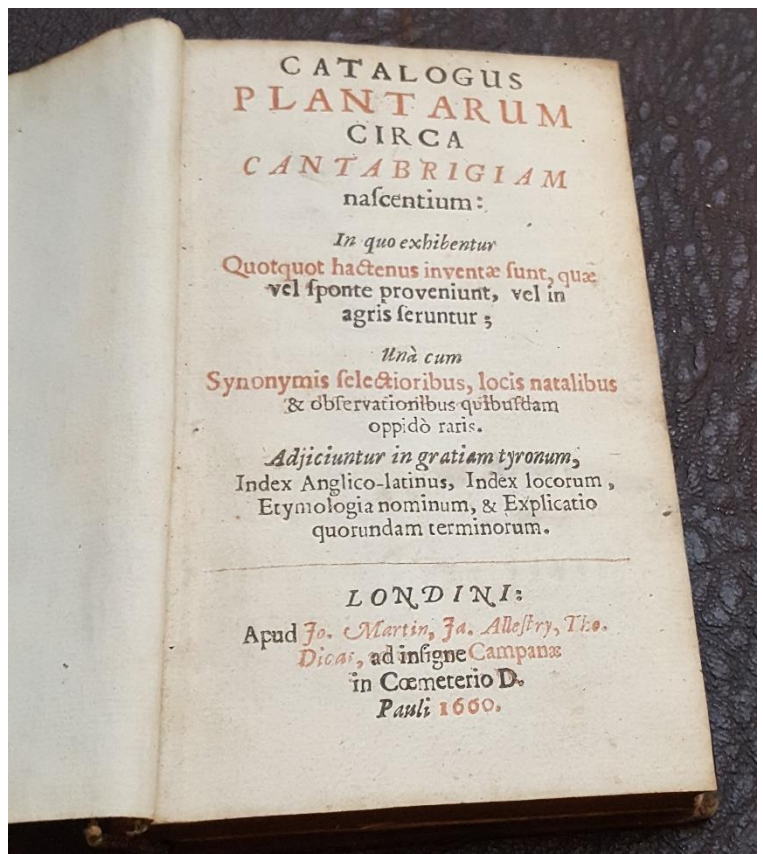 CATALOGUS
PLANTARUM
CIRCA
CANTABRIGIAM
naſcentium:
In quo exhibentur
Quotquot hactenus inventæ ſunt, quæ
vel ſponte proveniunt, vel in
agris ſeruntur;
Unà cum
Synonymis ſelectioribus, locis natalibus
& obſervationibus quibuſdam
oppidò raris.
Adjiciuntur in gratiam tyronum,
Index Anglico-latinus, Index locorum,
Etymologia nominum, & Explicatio
quorundam terminorum.
LONDINI:
Apud Jo. Martin, Ja. Alleſtry, Tho.
Dicas, ad inſigne Campanæ
in Cœmeterio D.
Pauli 1660.